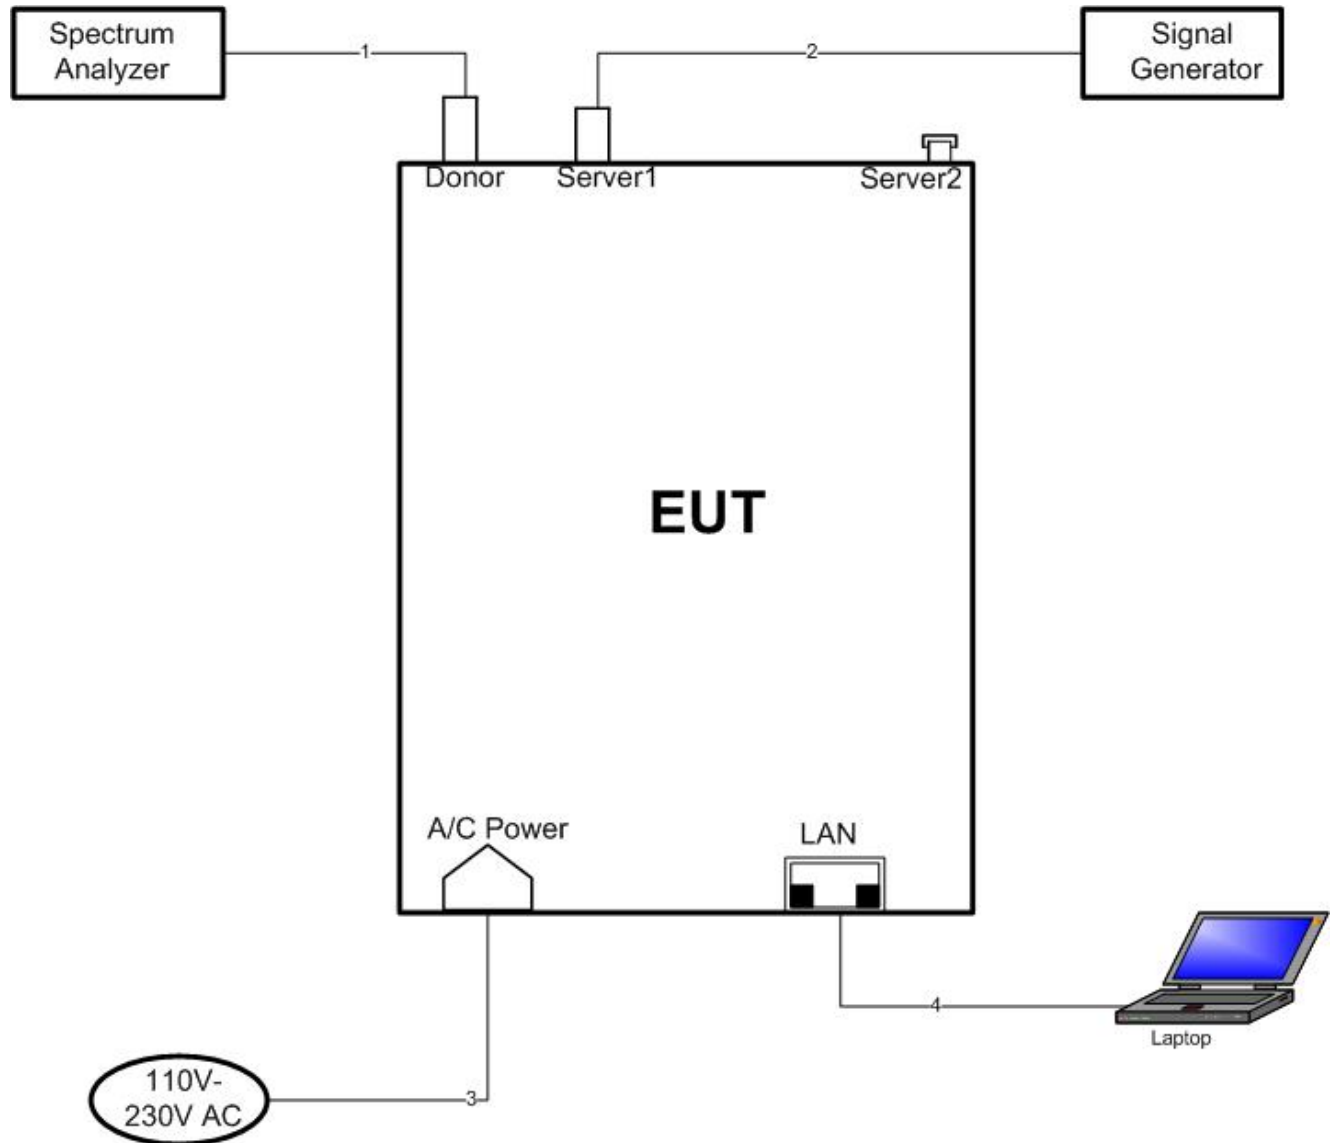 Spectrum
Analyzer
1
2
Signal
Generator
Donor
Server1
Server2
EUT
A/C Power
LAN
4
Laptop
110V-
230V AC
3